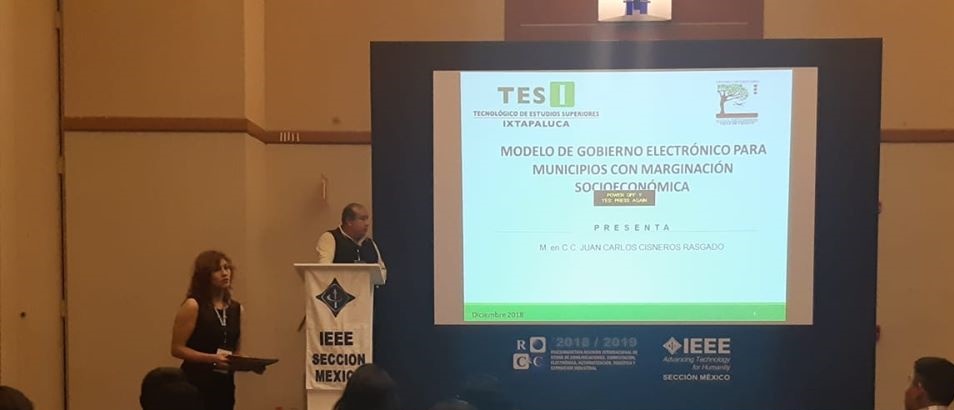 TESI
TECNOLÓGICO DE ESTUDIOS SUPERIORES
IXTAPALUCA
MODELO DE GOBIERNO ELECTRÓNICO PARA
MUNICIPIOS CON MARGINACIÓN
SOCIOECONÓMICA
POWER OFF ?
YES: PRESS AGAIN
PRESENTA
M. en C.C. JUAN CARLOS CISNEROS RASGADO
Diciembre 2018
IEEE
SECCION
MEXICO
ROCC
2018 / 2019
IEEE
Advancing Technology
for Humanity
SECCIÓN MÉXICO